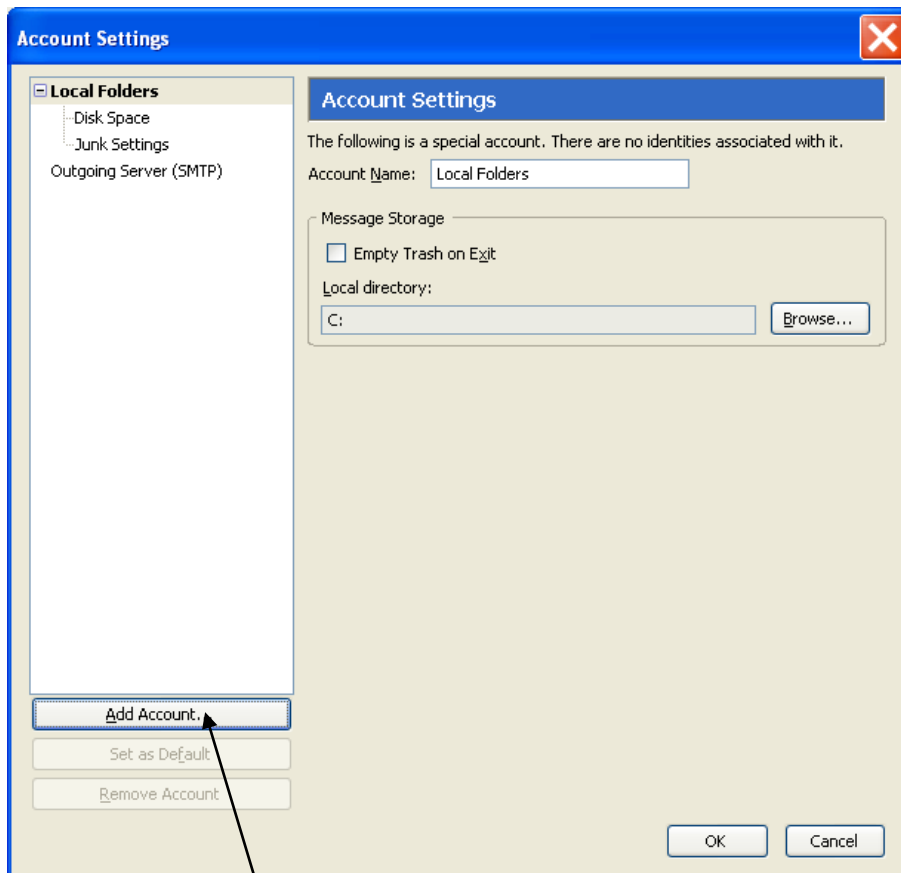 Account Settings
Local Folders
Disk Space
Junk Settings
Outgoing Server (SMTP)
Account Settings
The following is a special account. There are no identities associated with it.
Account Name: Local Folders
Message Storage
Empty Trash on Exit
Local directory:
C:
Browse...
Add Account.
Set as Default
Remove Account
OK
Cancel